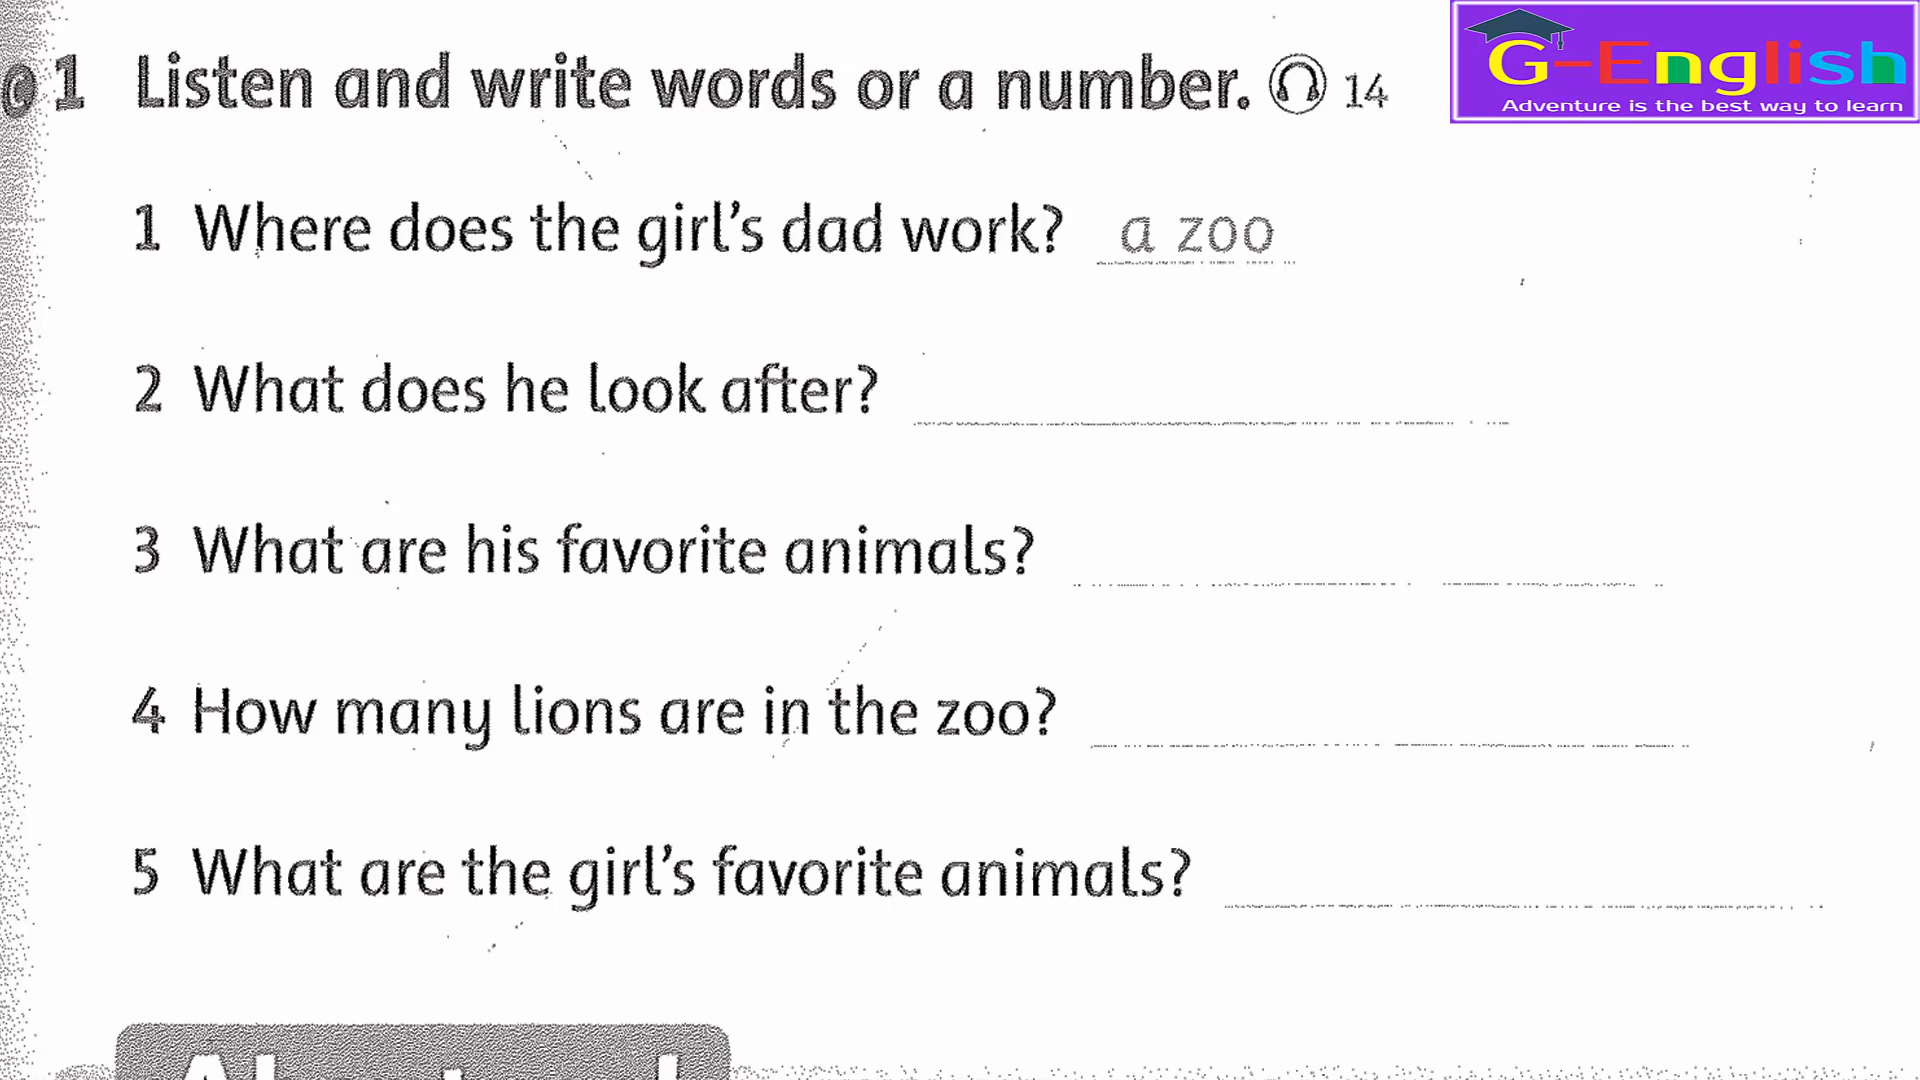 G-English
Adventure is the best way to learn
1 Listen and write words or a number. 14
1 Where does the girl's dad work? a zoo
2 What does he look after?
3 What are his favorite animals?
4 How many lions are in the zoo?
5 What are the girl's favorite animals?